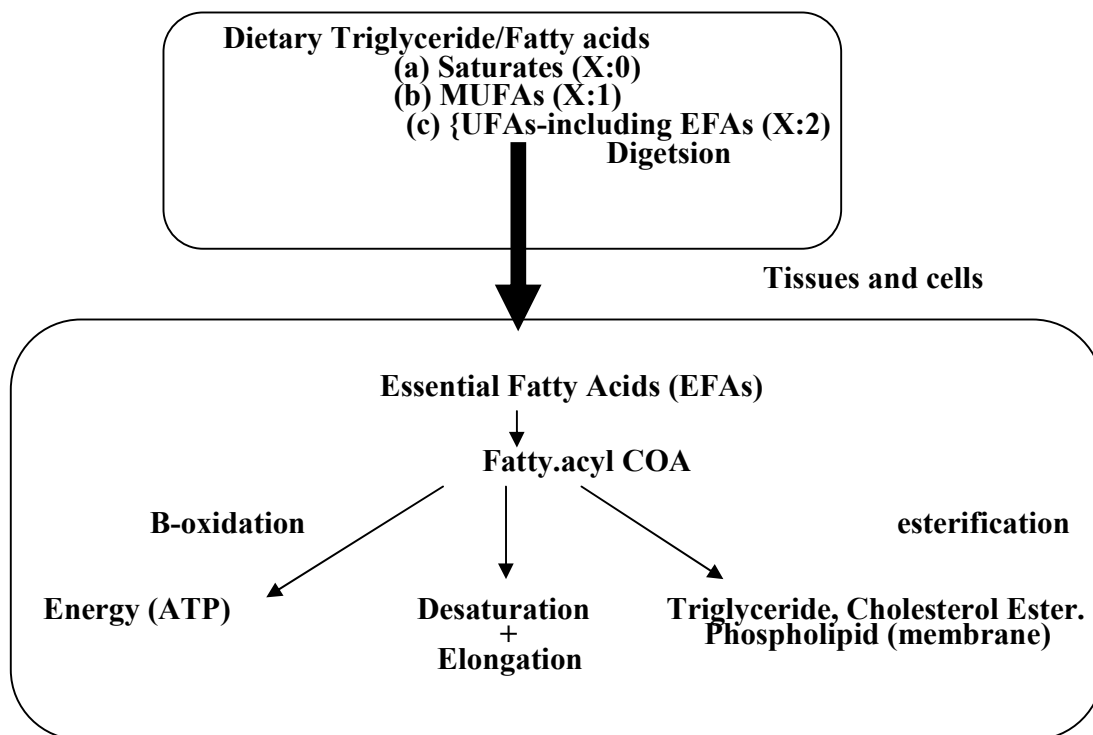 Dietary Triglyceride/Fatty acids
(a) Saturates (X:0)
(b) MUFAs (X:1)
(c) {UFAs-including EFAs (X:2)
Digetsion
Tissues and cells
Essential Fatty Acids (EFAs)
Fatty.acyl COA
B-oxidation
esterification
Energy (ATP)
Desaturation
+
Elongation
Triglyceride, Cholesterol Ester.
Phospholipid (membrane)